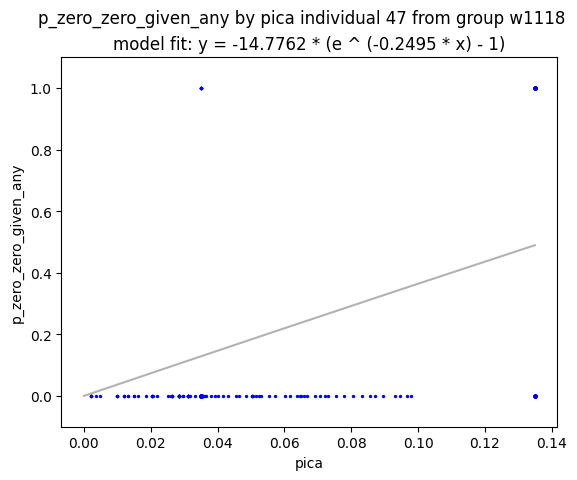 p_zero_zero_given_any by pica individual 47 from group w1118
model fit: y = -14.7762 * (e ^ (-0.2495 * x) - 1)
p_zero_zero_given_any
1.0
0.8
0.6
0.4
0.2
0.0
0.00 0.02 0.04 0.06 0.08 0.10 0.12 0.14
pica